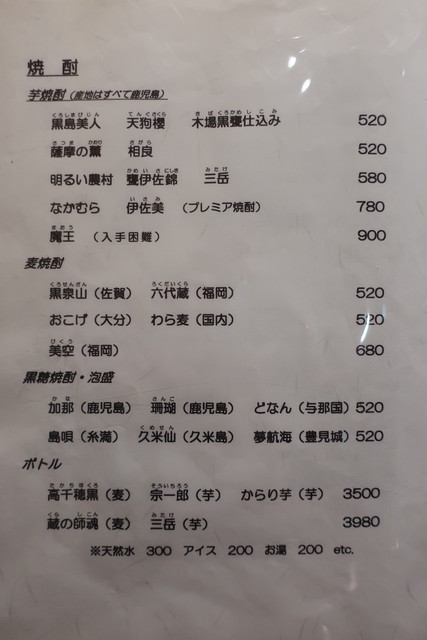 焼 酎
芋焼酎（産地はすべて鹿児島）
黒島美人 天狗櫻 木場黒甕仕込み 520
薩摩の薫 相良 520
明るい農村 甕伊佐錦 三岳 580
なかむら 伊佐美 （プレミア焼酎） 780
魔王 （入手困難） 900
麦焼酎
黒泉山（佐賀） 六代蔵（福岡） 520
おこげ（大分） わら麦（国内） 520
美空（福岡） 680
黒糖焼酎・泡盛
加那（鹿児島） 珊瑚（鹿児島） どなん（与那国）520
島唄（糸満） 久米仙（久米島） 夢航海（豊見城）520
ボトル
高千穂黒（麦） 宗一郎（芋） からり芋（芋） 3500
蔵の師魂（麦） 三岳（芋） 3980
※天然水 300 アイス 200 お湯 200 etc.